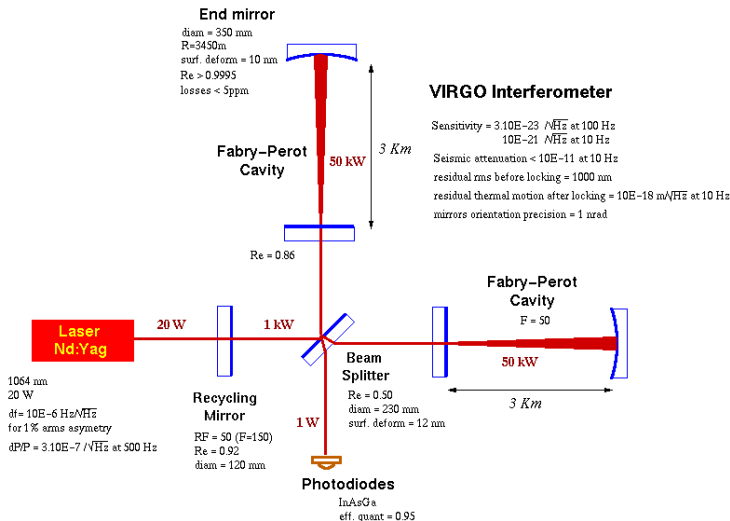 End mirror
diam = 350 mm
R=3450m
surf. deform = 10 nm
Re > 0.9995
losses < 5ppm
VIRGO Interferometer
Sensitivity = 3.10E−23 /√Hz at 100 Hz
10E−21 /√Hz at 10 Hz
Seismic attenuation < 10E−11 at 10 Hz
residual rms before locking = 1000 nm
residual thermal motion after locking = 10E−18 m/√Hz at 10 Hz
mirrors orientation precision = 1 nrad
Fabry−Perot
Cavity
50 kW
3 Km
Re = 0.86
Fabry−Perot
Cavity
F = 50
50 kW
3 Km
Laser
Nd:Yag
20 W
1 kW
1064 nm
20 W
df= 10E−6 Hz/√Hz
for 1% arms asymetry
dP/P = 3.10E−7 /√Hz at 500 Hz
Recycling
Mirror
RF = 50 (F=150)
Re = 0.92
diam = 120 mm
Beam
Splitter
Re = 0.50
diam = 230 mm
surf. deform = 12 nm
1 W
Photodiodes
InAsGa
eff. quant = 0.95